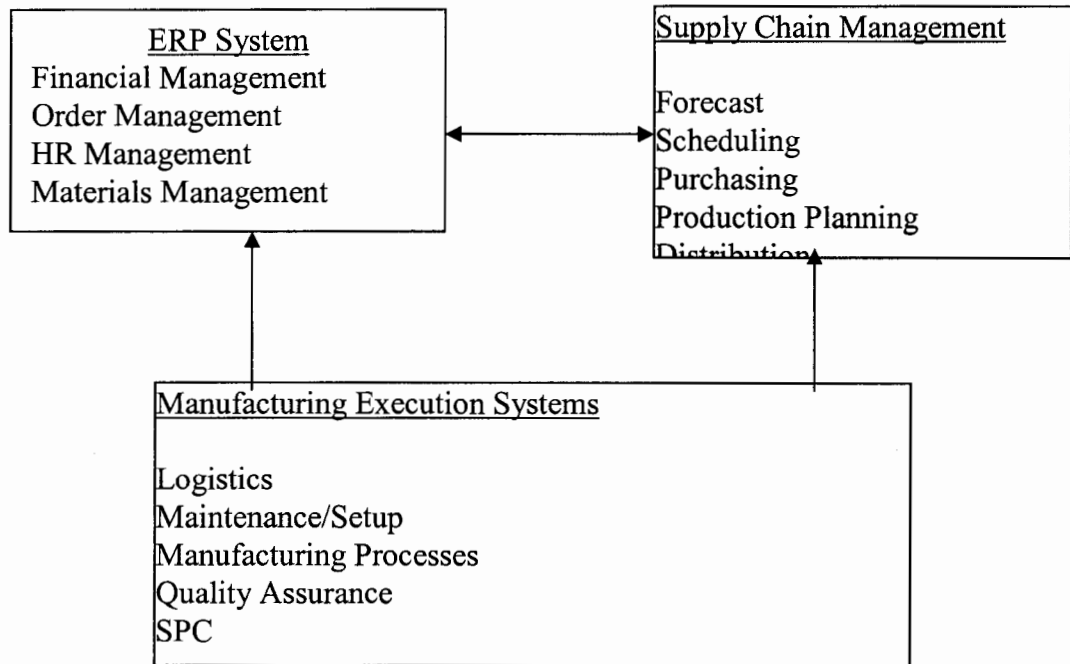 ERP System
Financial Management
Order Management
HR Management
Materials Management
Supply Chain Management
Forecast
Scheduling
Purchasing
Production Planning
Distribution
Manufacturing Execution Systems
Logistics
Maintenance/Setup
Manufacturing Processes
Quality Assurance
SPC